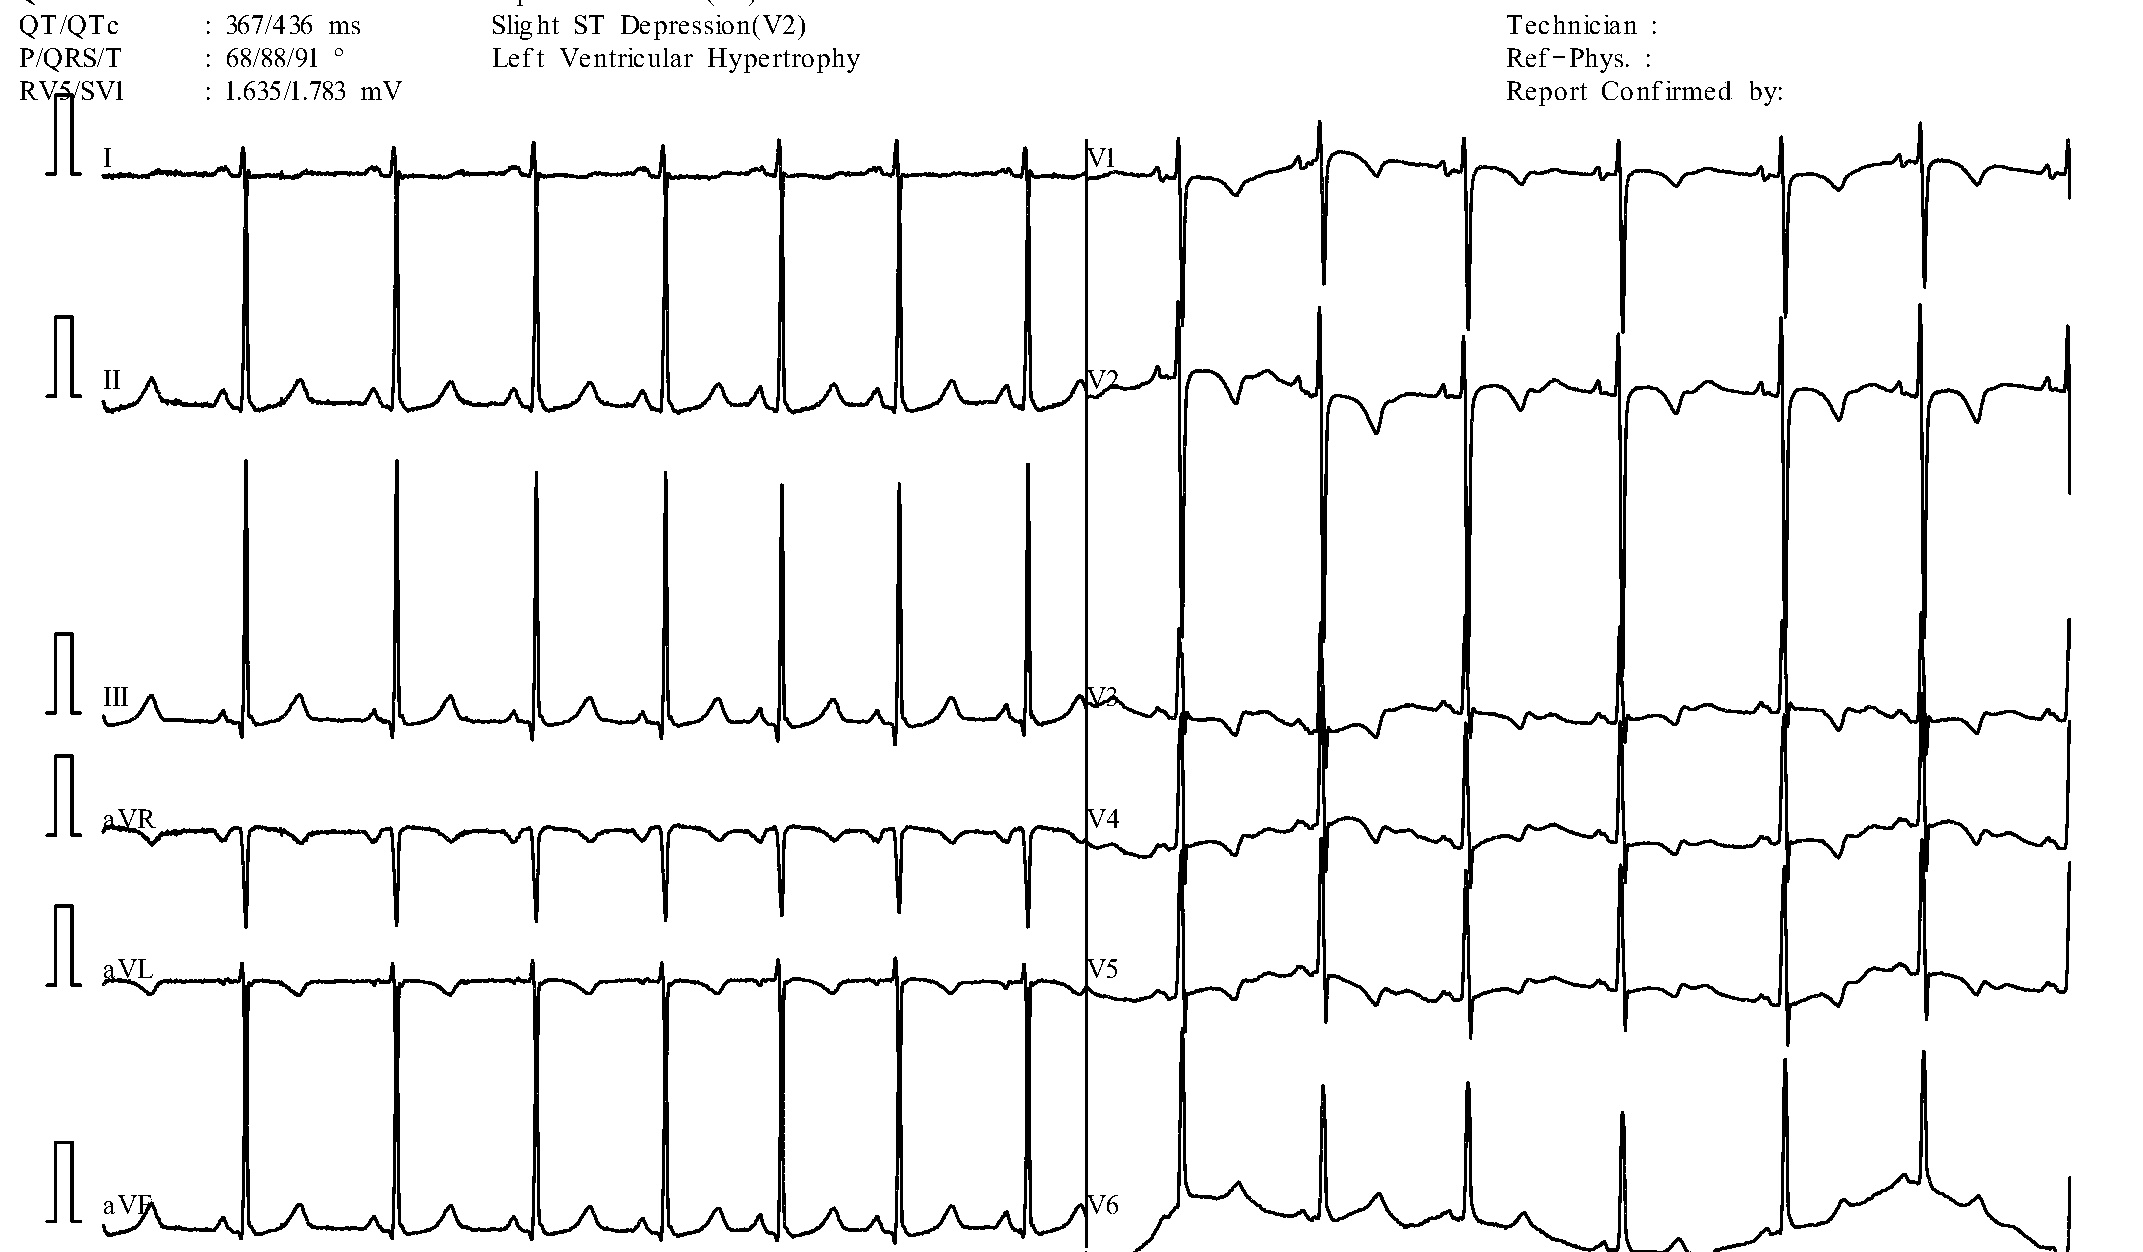 QT/QTc : 367/436 ms
P/QRS/T : 68/88/91 °
RV5/SV1 : 1.635/1.783 mV
Slight ST Depression(V2)
Left Ventricular Hypertrophy
Technician :
Ref-Phys. :
Report Confirmed by:
I
II
III
aVR
aVL
aVF
V1
V2
V3
V4
V5
V6